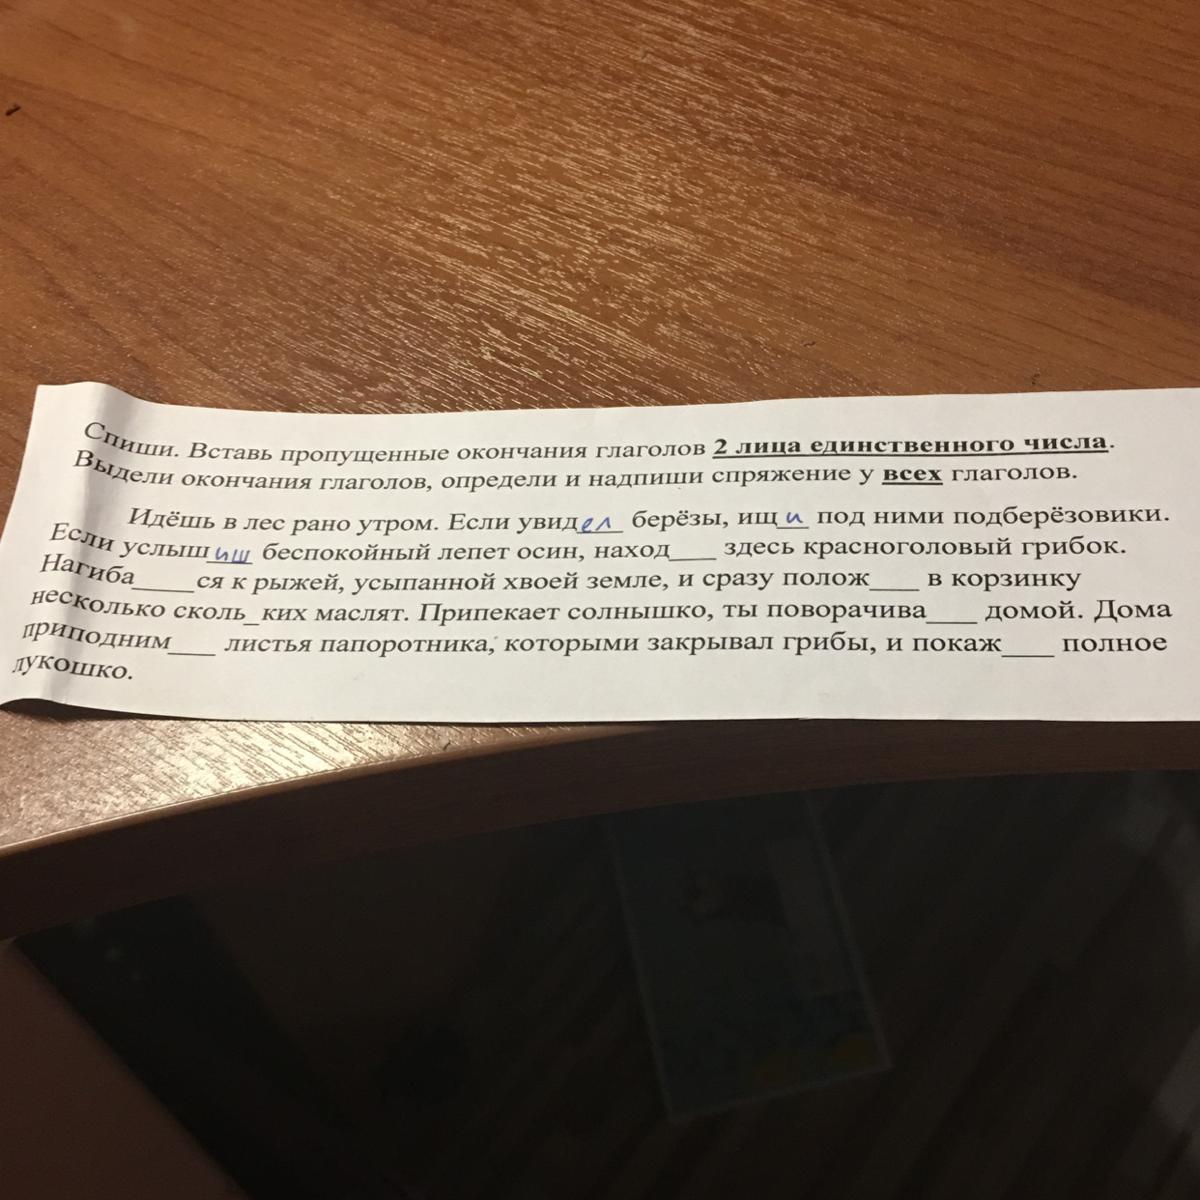 Спиши. Вставь пропущенные окончания глаголов 2 лица единственного числа.
Выдели окончания глаголов, определи и надпиши спряжение у всех глаголов.
Идёшь в лес рано утром. Если увидел берёзы, ищи под ними подберёзовики.
Если услышиш беспокойный лепет осин, наход___ здесь красноголовый грибок.
Нагиба____ся к рыжей, усыпанной хвоей земле, и сразу полож___ в корзинку
несколько сколь_ких маслят. Припекает солнышко, ты поворачива___ домой. Дома
приподним___ листья папоротника, которыми закрывал грибы, и покаж___ полное
лукошко.